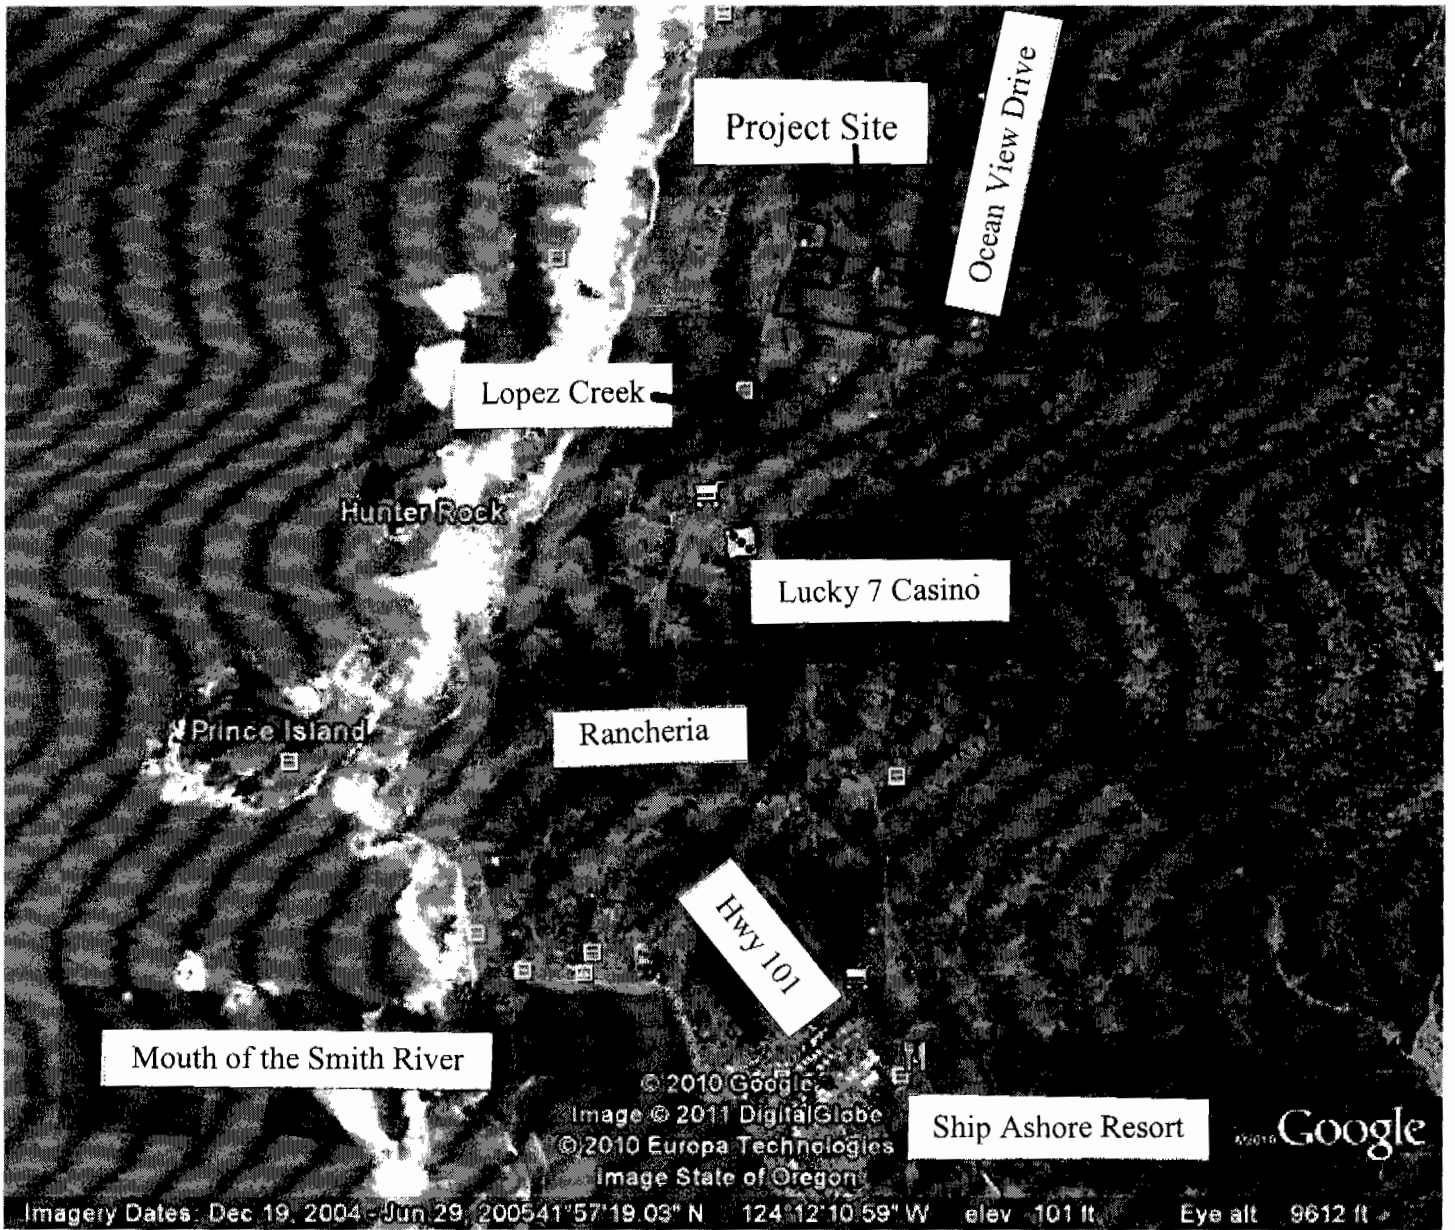 Project Site
Ocean View Drive
Lopez Creek
Hunter Rock
Lucky 7 Casino
Prince Island
Rancheria
Hwy 101
Mouth of the Smith River
© 2010 Google
Image © 2011 DigitalGlobe
© 2010 Europa Technologies
Image State of Oregon
Ship Ashore Resort
©2010 Google
Imagery Dates: Dec 19, 2004 - Jun 29, 2005 41°57'19.03" N 124°12'10.59" W elev 101 ft Eye alt 9612 ft